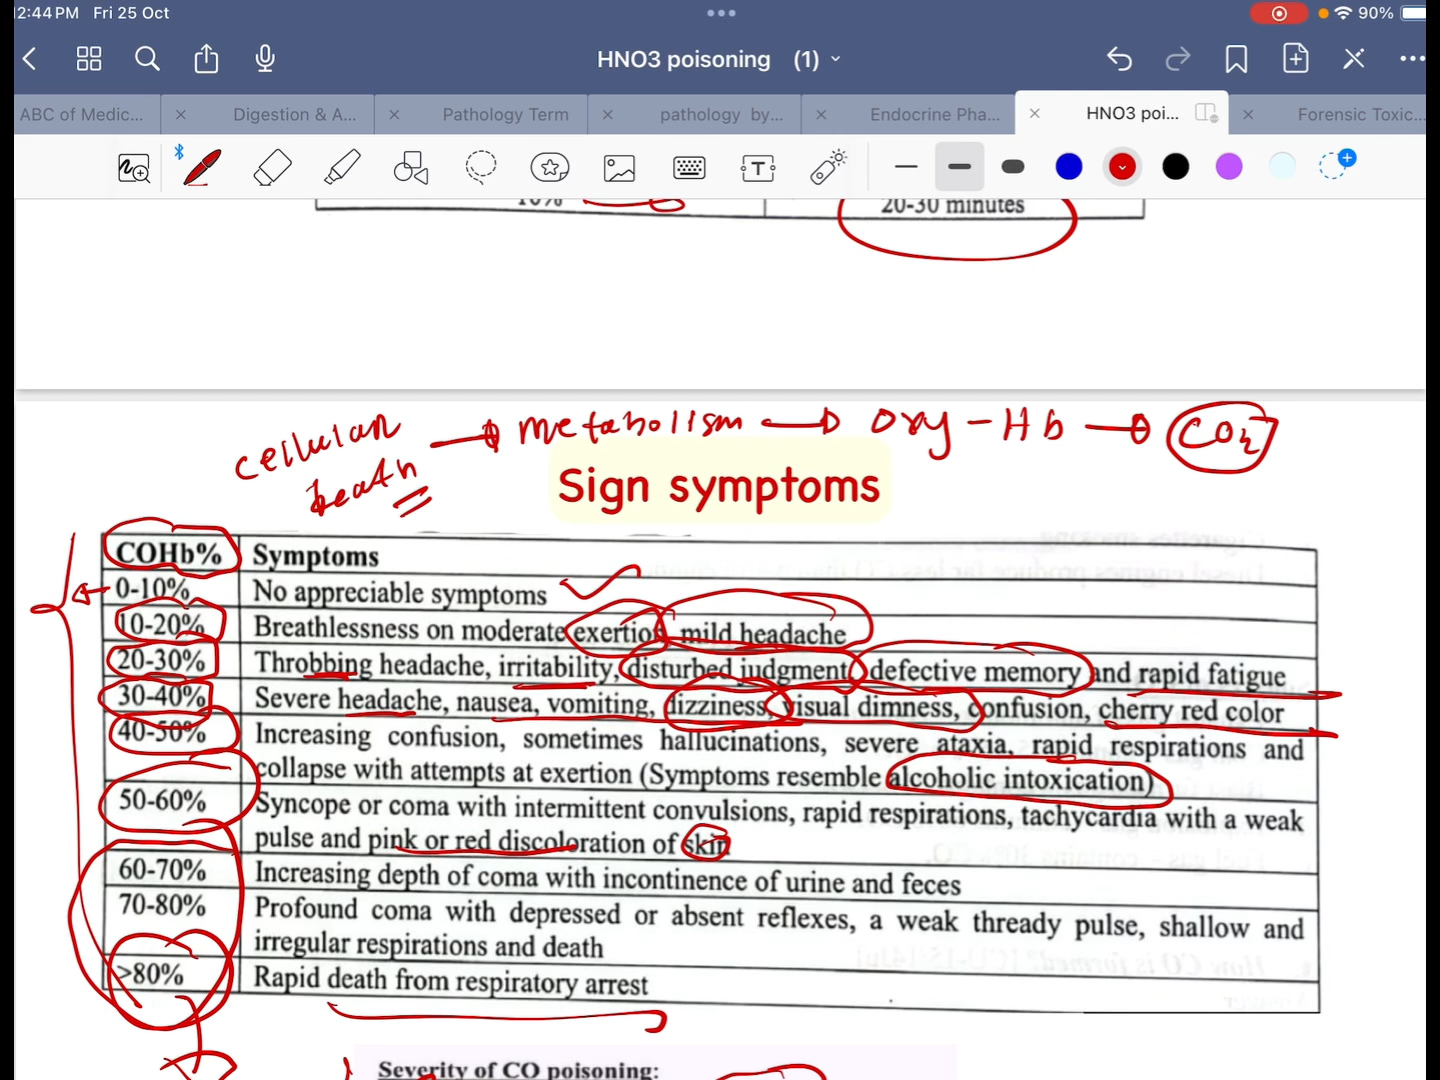 2:44 PM Fri 25 Oct
90%
HNO3 poisoning (1)
ABC of Medic...
Digestion & A...
Pathology Term
pathology by...
Endocrine Pha...
HNO3 poi...
Forensic Toxic...
10% 20-30 minutes
cellular death metabolism Oxy-Hb CO2
Sign symptoms
COHb% Symptoms
0-10% No appreciable symptoms
10-20% Breathlessness on moderate exertion mild headache
20-30% Throbbing headache, irritability, disturbed judgment, defective memory and rapid fatigue
30-40% Severe headache, nausea, vomiting, dizziness, visual dimness, confusion, cherry red color
40-50% Increasing confusion, sometimes hallucinations, severe ataxia, rapid respirations and
collapse with attempts at exertion (Symptoms resemble alcoholic intoxication)
50-60% Syncope or coma with intermittent convulsions, rapid respirations, tachycardia with a weak
pulse and pink or red discoloration of skin
60-70% Increasing depth of coma with incontinence of urine and feces
70-80% Profound coma with depressed or absent reflexes, a weak thready pulse, shallow and
irregular respirations and death
>80% Rapid death from respiratory arrest
Severity of CO poisoning: